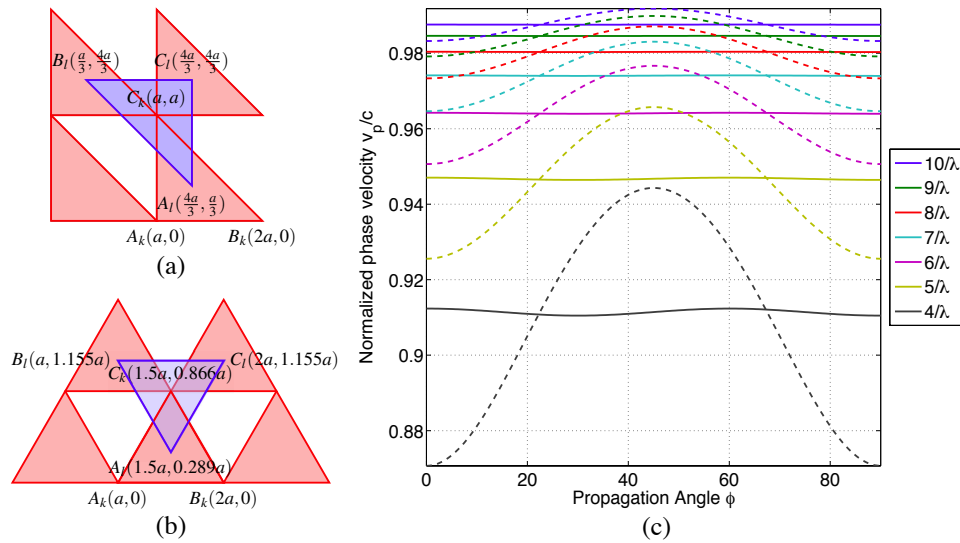 B_l(a/3, 4a/3)
C_l(4a/3, 4a/3)
C_k(a,a)
A_l(4a/3, a/3)
A_k(a,0)
B_k(2a,0)
(a)
B_l(a,1.155a)
C_l(2a,1.155a)
C_k(1.5a,0.866a)
A_l(1.5a,0.289a)
A_k(a,0)
B_k(2a,0)
(b)
Normalized phase velocity v_p/c
0.98
0.96
0.94
0.92
0.9
0.88
0
20
40
60
80
Propagation Angle ϕ
(c)
10/λ
9/λ
8/λ
7/λ
6/λ
5/λ
4/λ